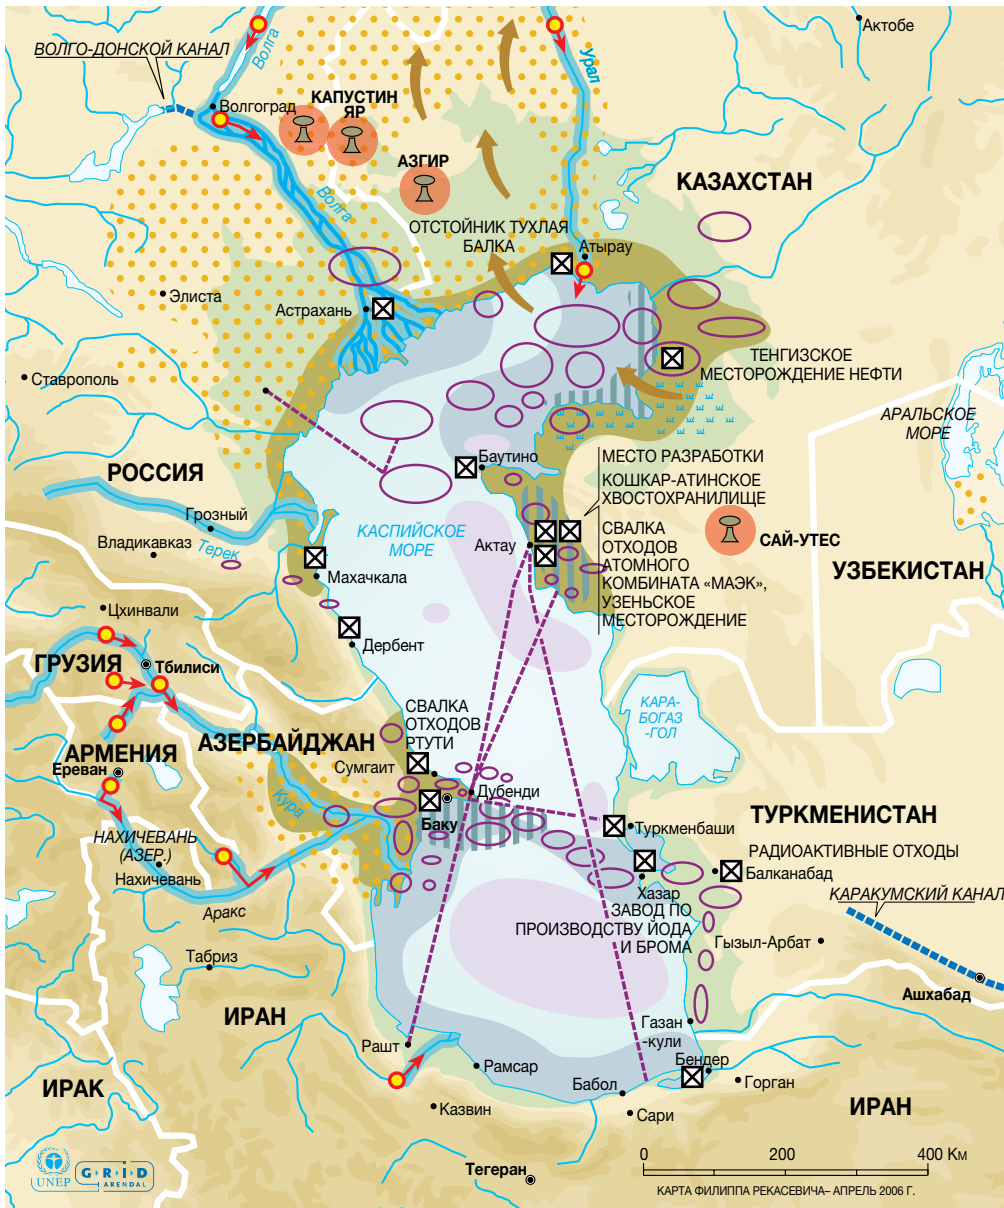 Актобе
ВОЛГО-ДОНСКОЙ КАНАЛ
Волга
Урал
Волгоград
КАПУСТИН
ЯР
АЗГИР
КАЗАХСТАН
Волга
ОТСТОЙНИК ТУХЛАЯ
БАЛКА
Атырау
Элиста
Астрахань
Ставрополь
ТЕНГИЗСКОЕ
МЕСТОРОЖДЕНИЕ НЕФТИ
АРАЛЬСКОЕ
МОРЕ
РОССИЯ
Баутино
МЕСТО РАЗРАБОТКИ
КОШКАР-АТИНСКОЕ
ХВОСТОХРАНИЛИЩЕ
Грозный
Терек
Владикавказ
КАСПИЙСКОЕ
МОРЕ
Актау
СВАЛКА
ОТХОДОВ
АТОМНОГО
КОМБИНАТА «МАЭК»,
УЗЕНЬСКОЕ
МЕСТОРОЖДЕНИЕ
САЙ-УТЕС
УЗБЕКИСТАН
Махачкала
Цхинвали
Дербент
ГРУЗИЯ
Тбилиси
КАРА-
БОГАЗ
-ГОЛ
СВАЛКА
ОТХОДОВ
РТУТИ
АЗЕРБАЙДЖАН
АРМЕНИЯ
Ереван
Сумгаит
Дубенди
Кура
Баку
ТУРКМЕНИСТАН
Туркменбаши
НАХИЧЕВАНЬ
(АЗЕР.)
Нахичевань
РАДИОАКТИВНЫЕ ОТХОДЫ
Балканабад
Хазар
КАРАКУМСКИЙ КАНАЛ
Аракс
ЗАВОД ПО
ПРОИЗВОДСТВУ ЙОДА
И БРОМА
Гызыл-Арбат
Табриз
Ашхабад
ИРАН
Газан
-кули
Рашт
Рамсар
Бендер
ИРАК
Бабол
Горган
Казвин
Сари
ИРАН
Тегеран
0 200 400 Км
UNEP
G·R·I·D
ARENDAL
КАРТА ФИЛИППА РЕКАСЕВИЧА– АПРЕЛЬ 2006 Г.